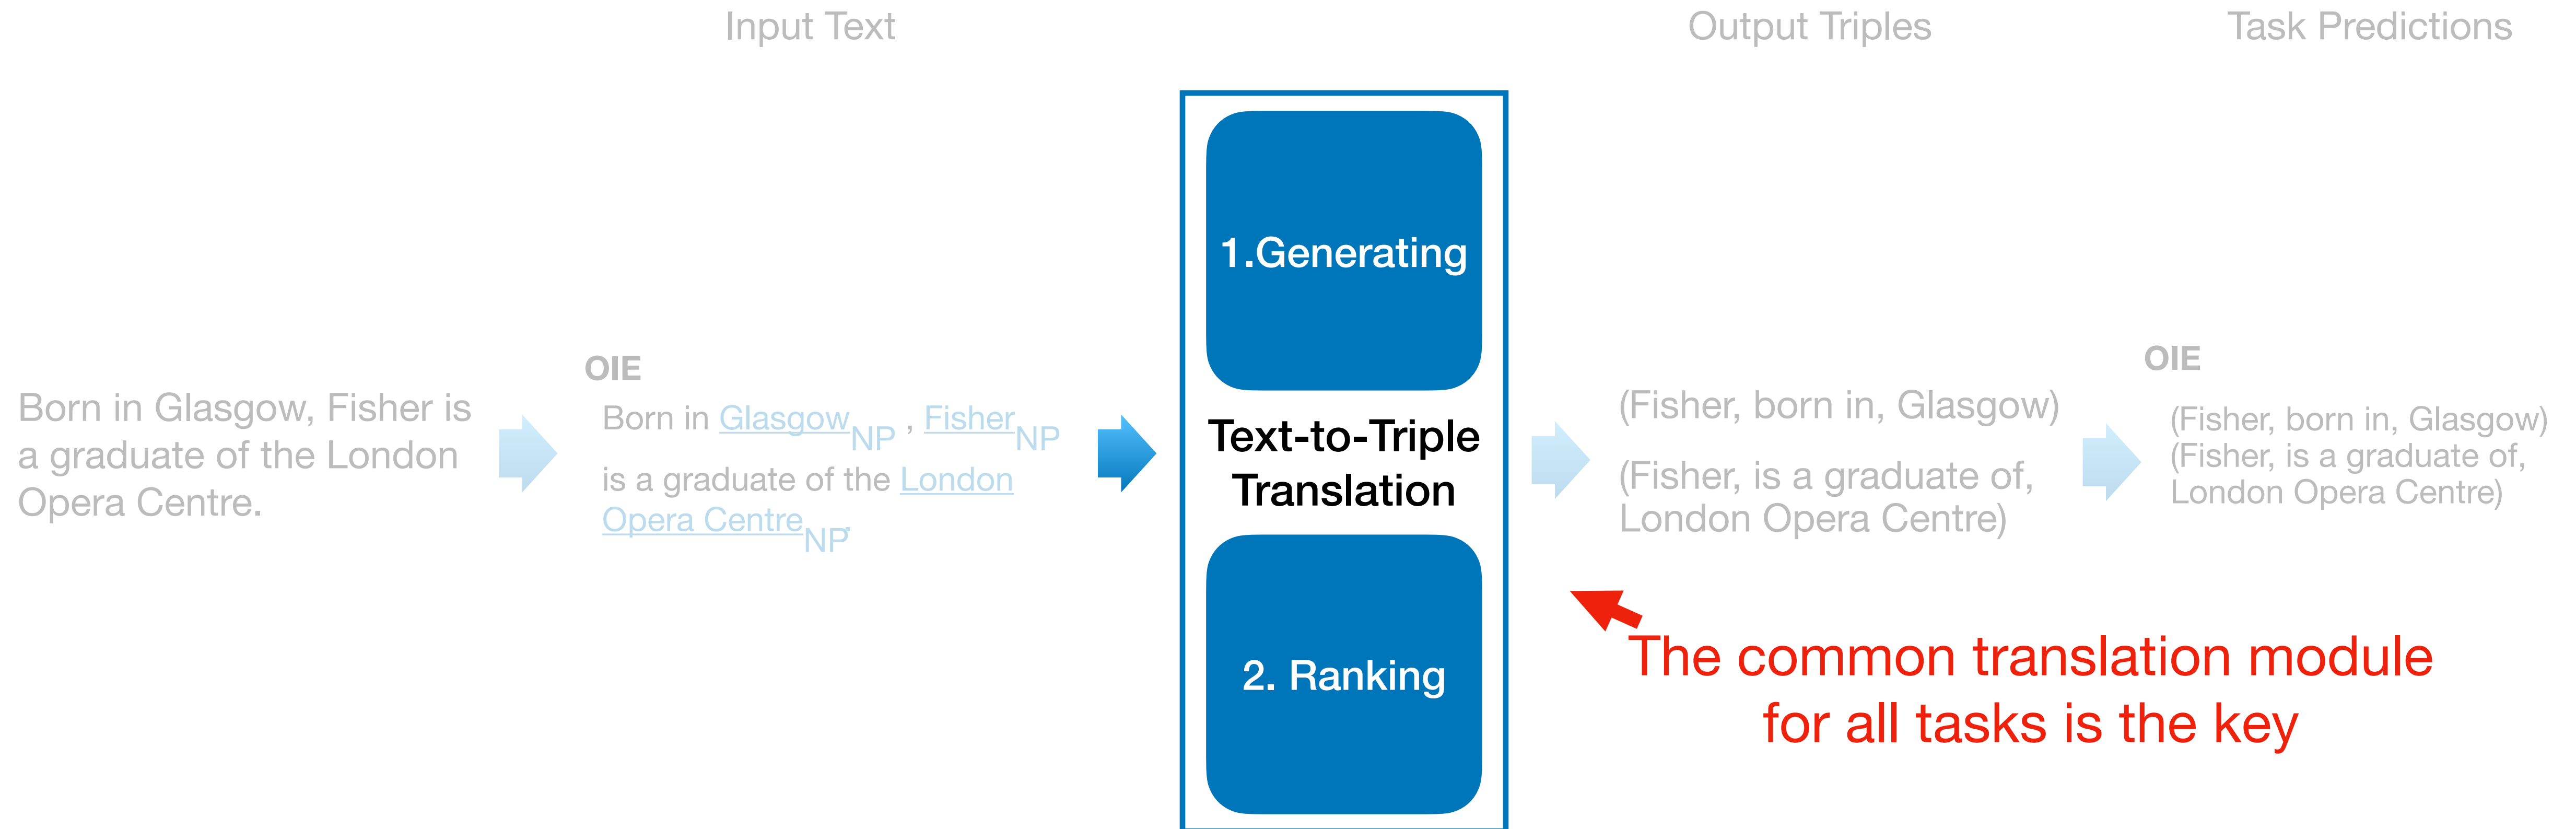 Input Text
Output Triples
Task Predictions
Born in Glasgow, Fisher is
a graduate of the London
Opera Centre.
OIE
Born in Glasgow NP , Fisher NP
is a graduate of the London
Opera Centre NP.
1.Generating
Text-to-Triple
Translation
2. Ranking
(Fisher, born in, Glasgow)
(Fisher, is a graduate of,
London Opera Centre)
OIE
(Fisher, born in, Glasgow)
(Fisher, is a graduate of,
London Opera Centre)
The common translation module
for all tasks is the key